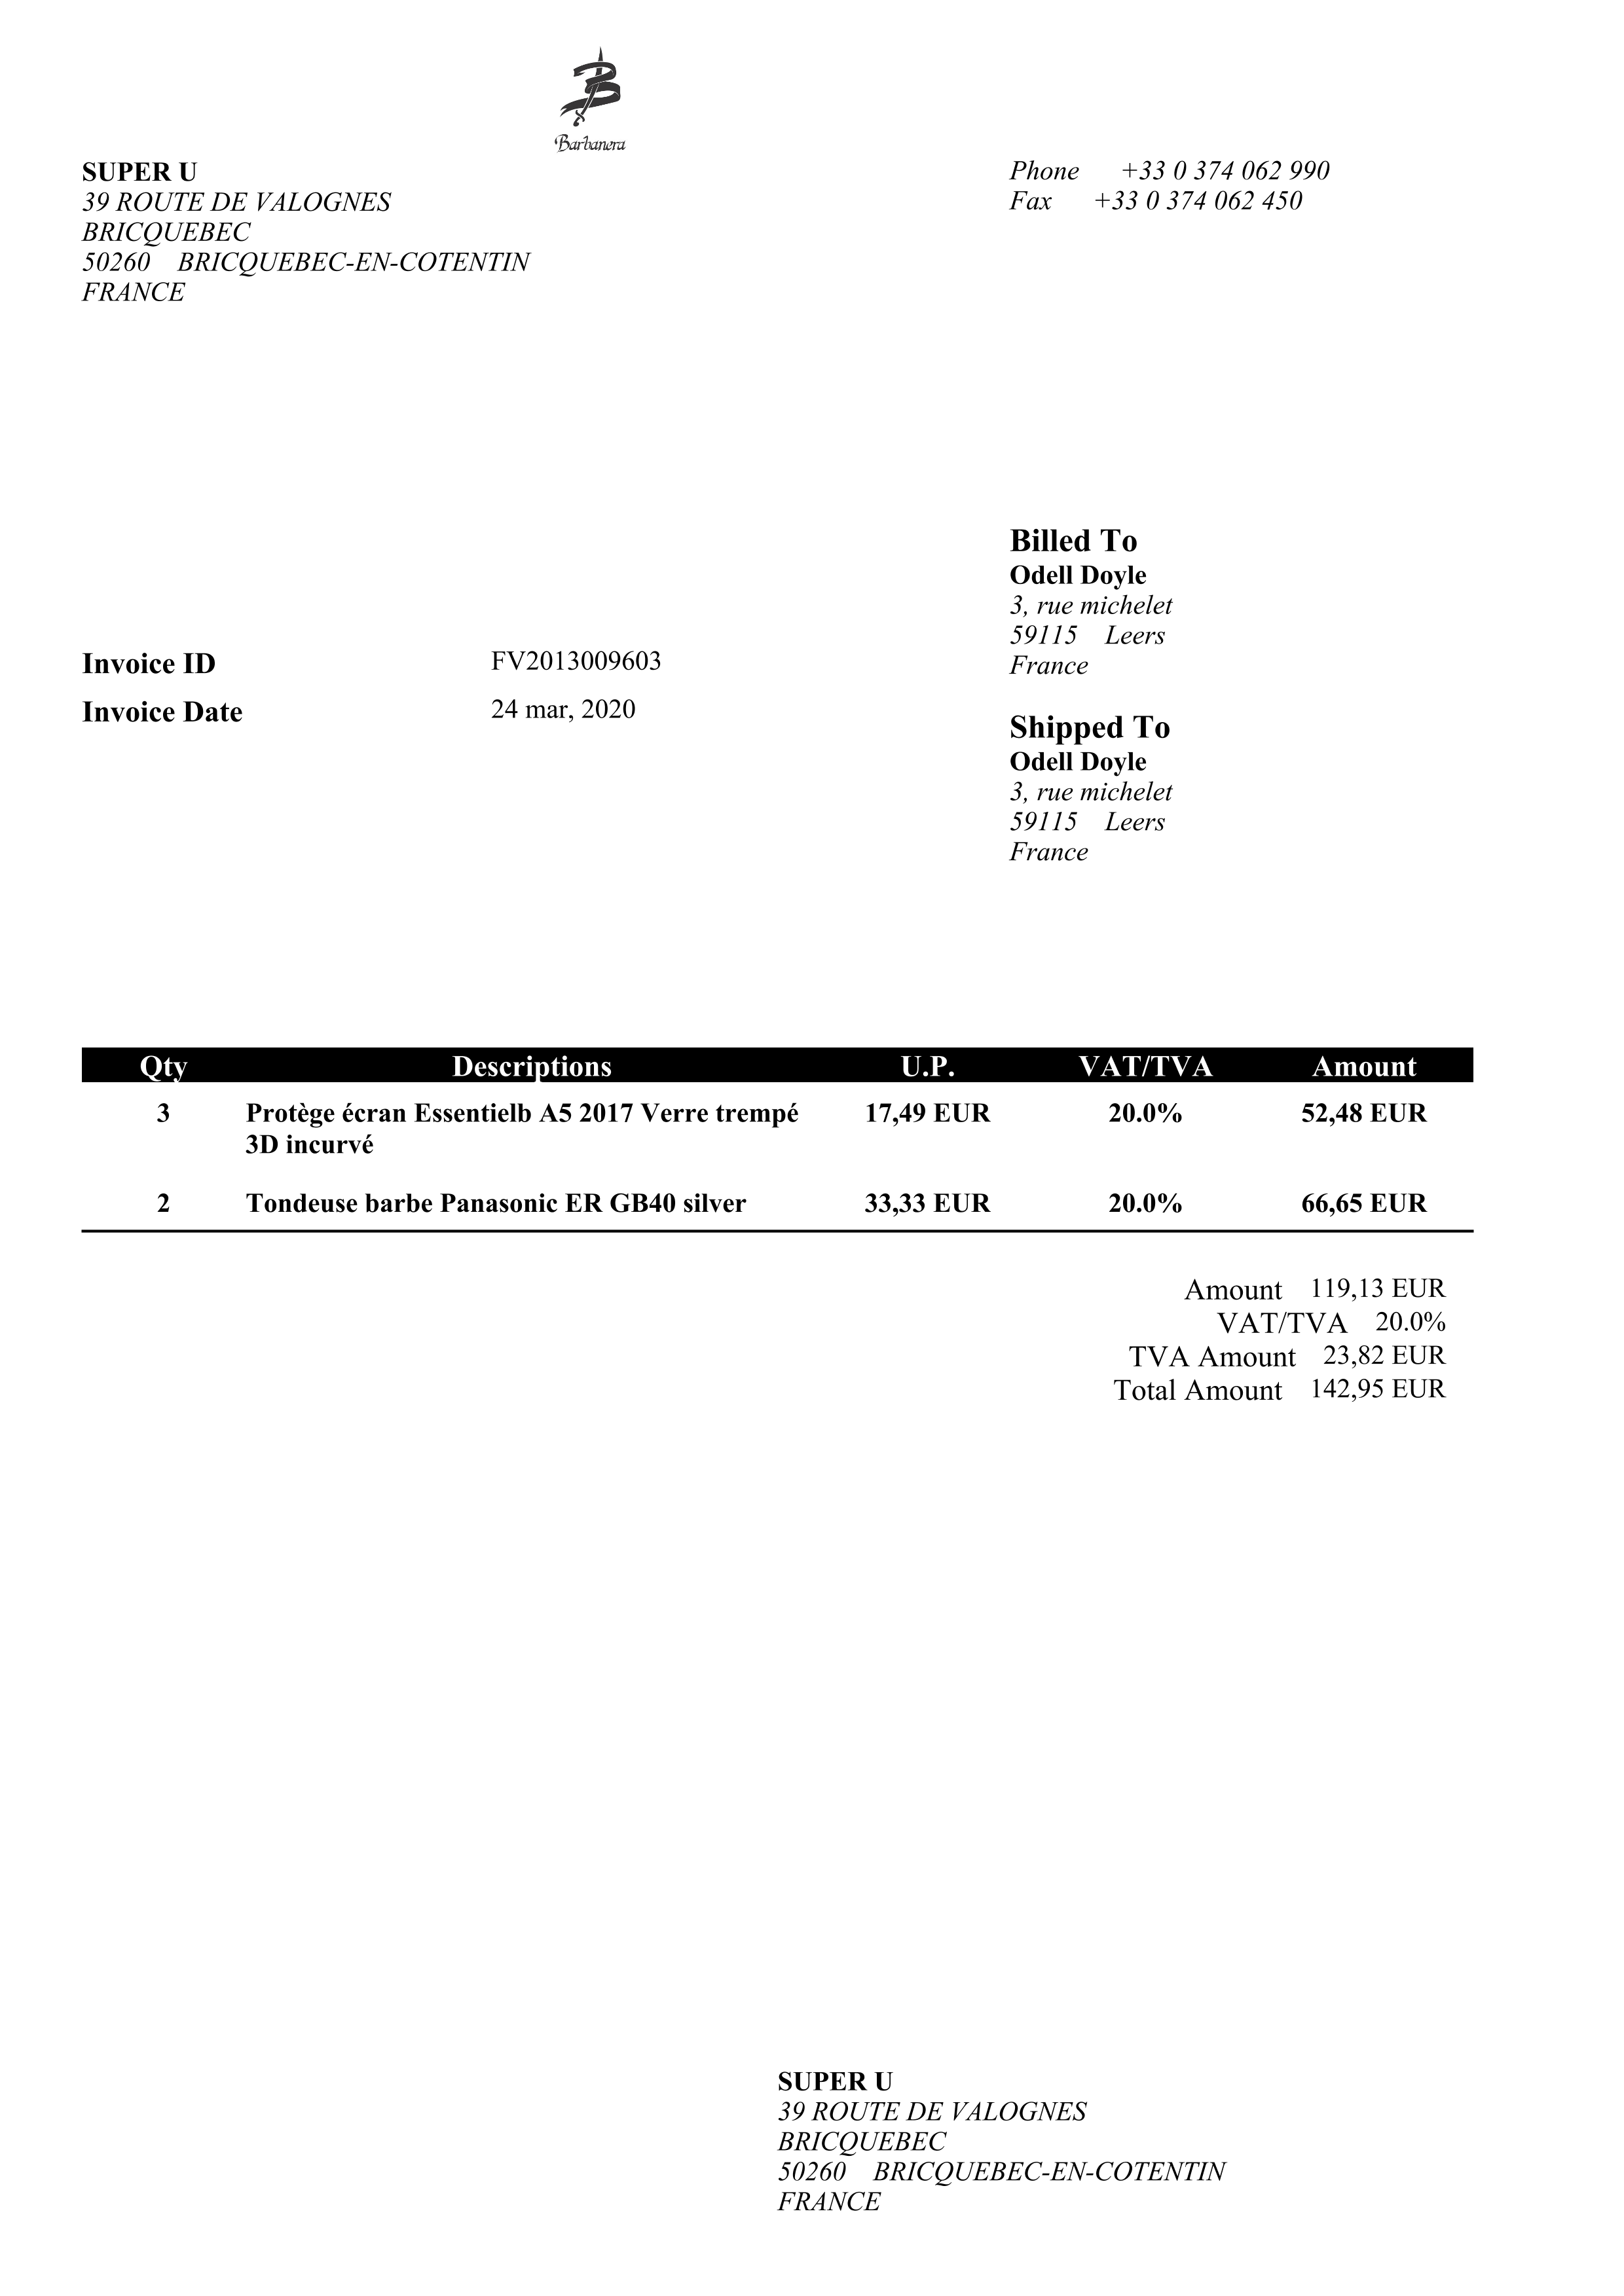 Barbanera
SUPER U
39 ROUTE DE VALOGNES
BRICQUEBEC
50260 BRICQUEBEC-EN-COTENTIN
FRANCE
Phone +33 0 374 062 990
Fax +33 0 374 062 450
Billed To
Odell Doyle
3, rue michelet
59115 Leers
France
Invoice ID FV2013009603
Invoice Date 24 mar, 2020
Shipped To
Odell Doyle
3, rue michelet
59115 Leers
France
Qty Descriptions U.P. VAT/TVA Amount
3 Protège écran Essentielb A5 2017 Verre trempé 17,49 EUR 20.0% 52,48 EUR
3D incurvé
2 Tondeuse barbe Panasonic ER GB40 silver 33,33 EUR 20.0% 66,65 EUR
Amount 119,13 EUR
VAT/TVA 20.0%
TVA Amount 23,82 EUR
Total Amount 142,95 EUR
SUPER U
39 ROUTE DE VALOGNES
BRICQUEBEC
50260 BRICQUEBEC-EN-COTENTIN
FRANCE